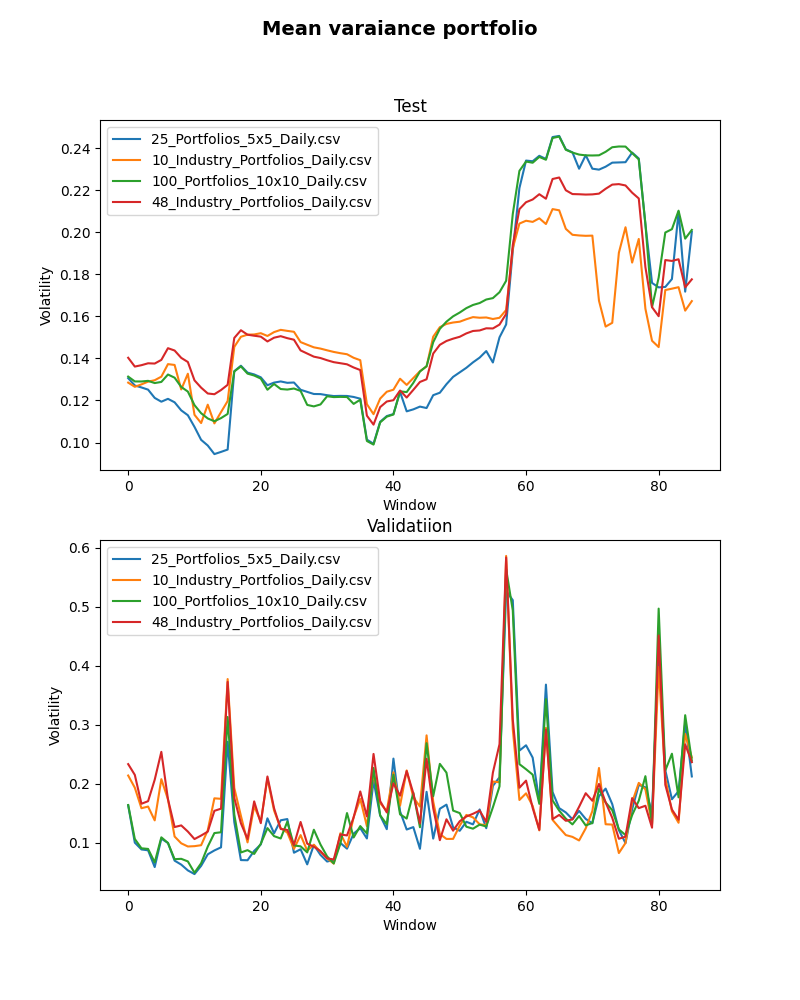 Mean varaiance portfolio
Test
25_Portfolios_5x5_Daily.csv
10_Industry_Portfolios_Daily.csv
100_Portfolios_10x10_Daily.csv
48_Industry_Portfolios_Daily.csv
Volatility
0.24
0.22
0.20
0.18
0.16
0.14
0.12
0.10
0 20 40 60 80
Window
Validatiion
25_Portfolios_5x5_Daily.csv
10_Industry_Portfolios_Daily.csv
100_Portfolios_10x10_Daily.csv
48_Industry_Portfolios_Daily.csv
Volatility
0.6
0.5
0.4
0.3
0.2
0.1
0 20 40 60 80
Window